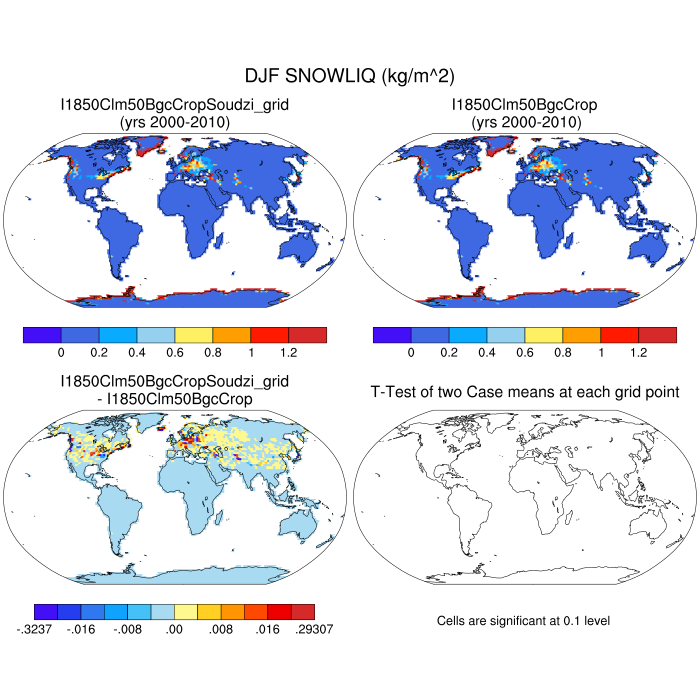 DJF SNOWLIQ (kg/m^2)
I1850Clm50BgcCropSoudzi_grid
(yrs 2000-2010)
I1850Clm50BgcCrop
(yrs 2000-2010)
0 0.2 0.4 0.6 0.8 1 1.2
0 0.2 0.4 0.6 0.8 1 1.2
I1850Clm50BgcCropSoudzi_grid
- I1850Clm50BgcCrop
T-Test of two Case means at each grid point
-.3237 -.016 -.008 .00 .008 .016 .29307
Cells are significant at 0.1 level